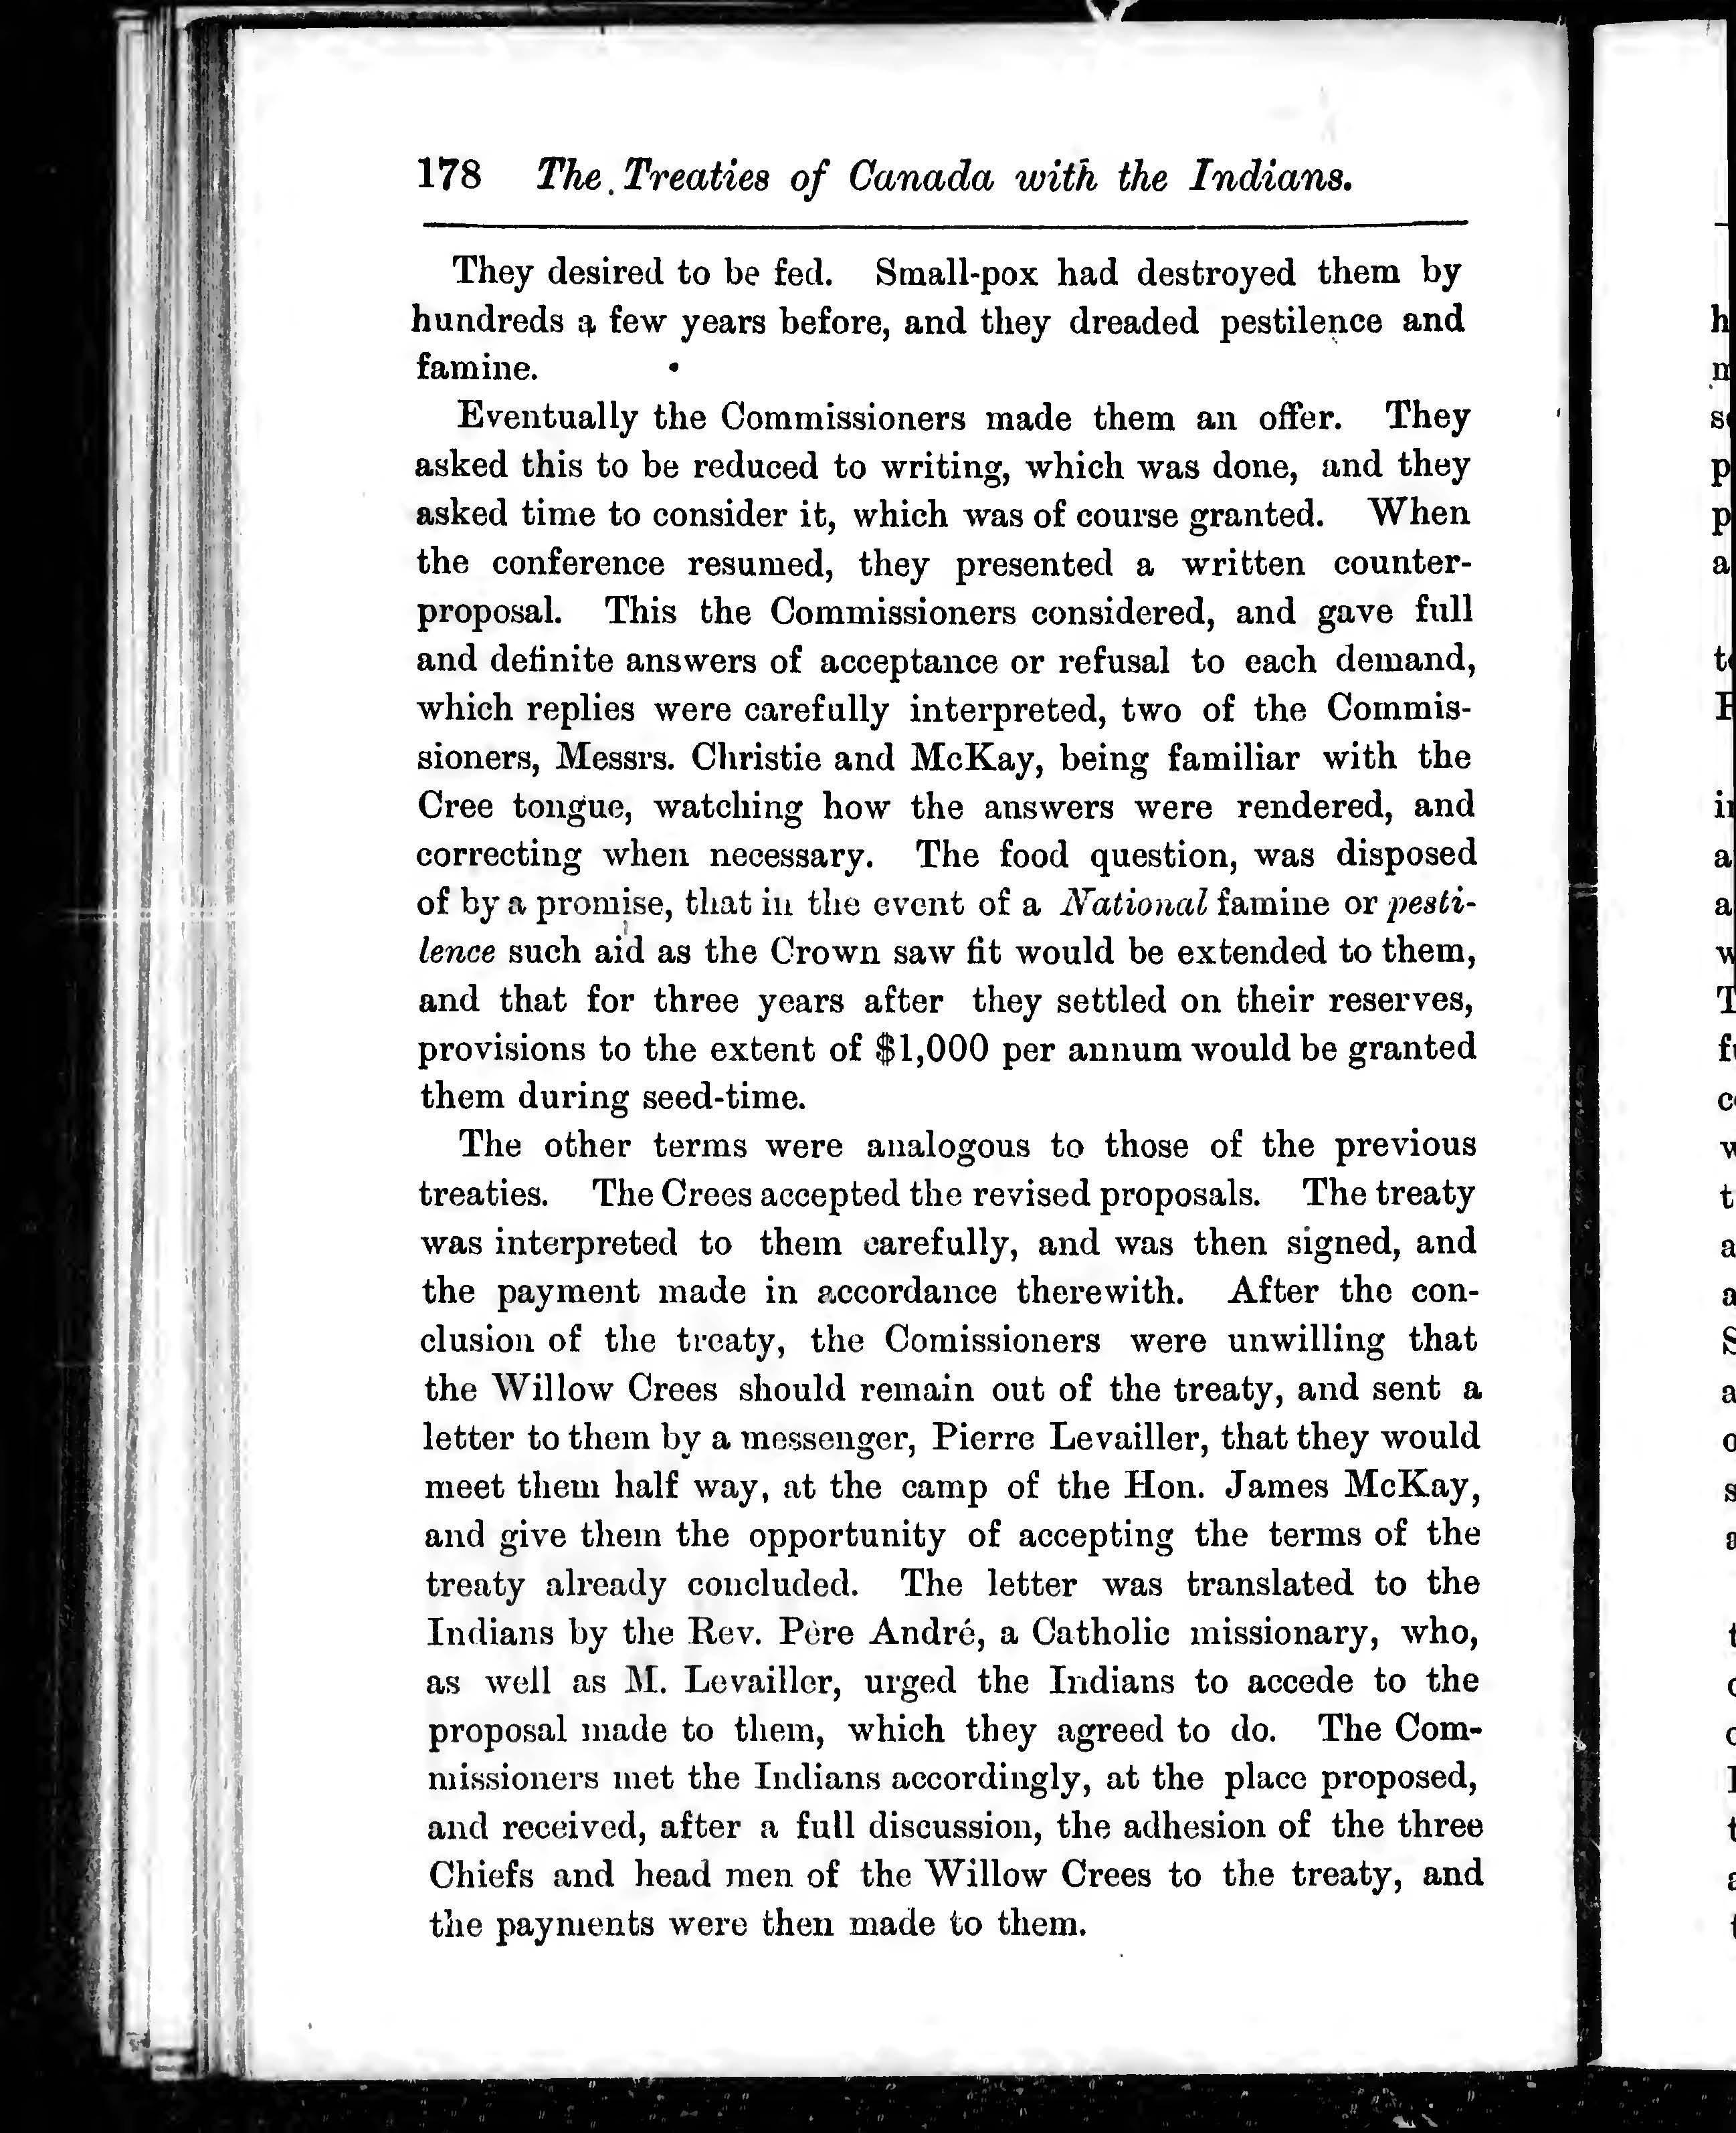 178 The Treaties of Canada with the Indians.
They desired to be fed. Small-pox had destroyed them by
hundreds a few years before, and they dreaded pestilence and
famine.
Eventually the Commissioners made them an offer. They
asked this to be reduced to writing, which was done, and they
asked time to consider it, which was of course granted. When
the conference resumed, they presented a written counter-
proposal. This the Commissioners considered, and gave full
and definite answers of acceptance or refusal to each demand,
which replies were carefully interpreted, two of the Commis-
sioners, Messrs. Christie and McKay, being familiar with the
Cree tongue, watching how the answers were rendered, and
correcting when necessary. The food question, was disposed
of by a promise, that in the event of a National famine or pesti-
lence such aid as the Crown saw fit would be extended to them,
and that for three years after they settled on their reserves,
provisions to the extent of $1,000 per annum would be granted
them during seed-time.
The other terms were analogous to those of the previous
treaties. The Crees accepted the revised proposals. The treaty
was interpreted to them carefully, and was then signed, and
the payment made in accordance therewith. After the con-
clusion of the treaty, the Comissioners were unwilling that
the Willow Crees should remain out of the treaty, and sent a
letter to them by a messenger, Pierre Levailler, that they would
meet them half way, at the camp of the Hon. James McKay,
and give them the opportunity of accepting the terms of the
treaty already concluded. The letter was translated to the
Indians by the Rev. Père André, a Catholic missionary, who,
as well as M. Levailler, urged the Indians to accede to the
proposal made to them, which they agreed to do. The Com-
missioners met the Indians accordingly, at the place proposed,
and received, after a full discussion, the adhesion of the three
Chiefs and head men of the Willow Crees to the treaty, and
the payments were then made to them.